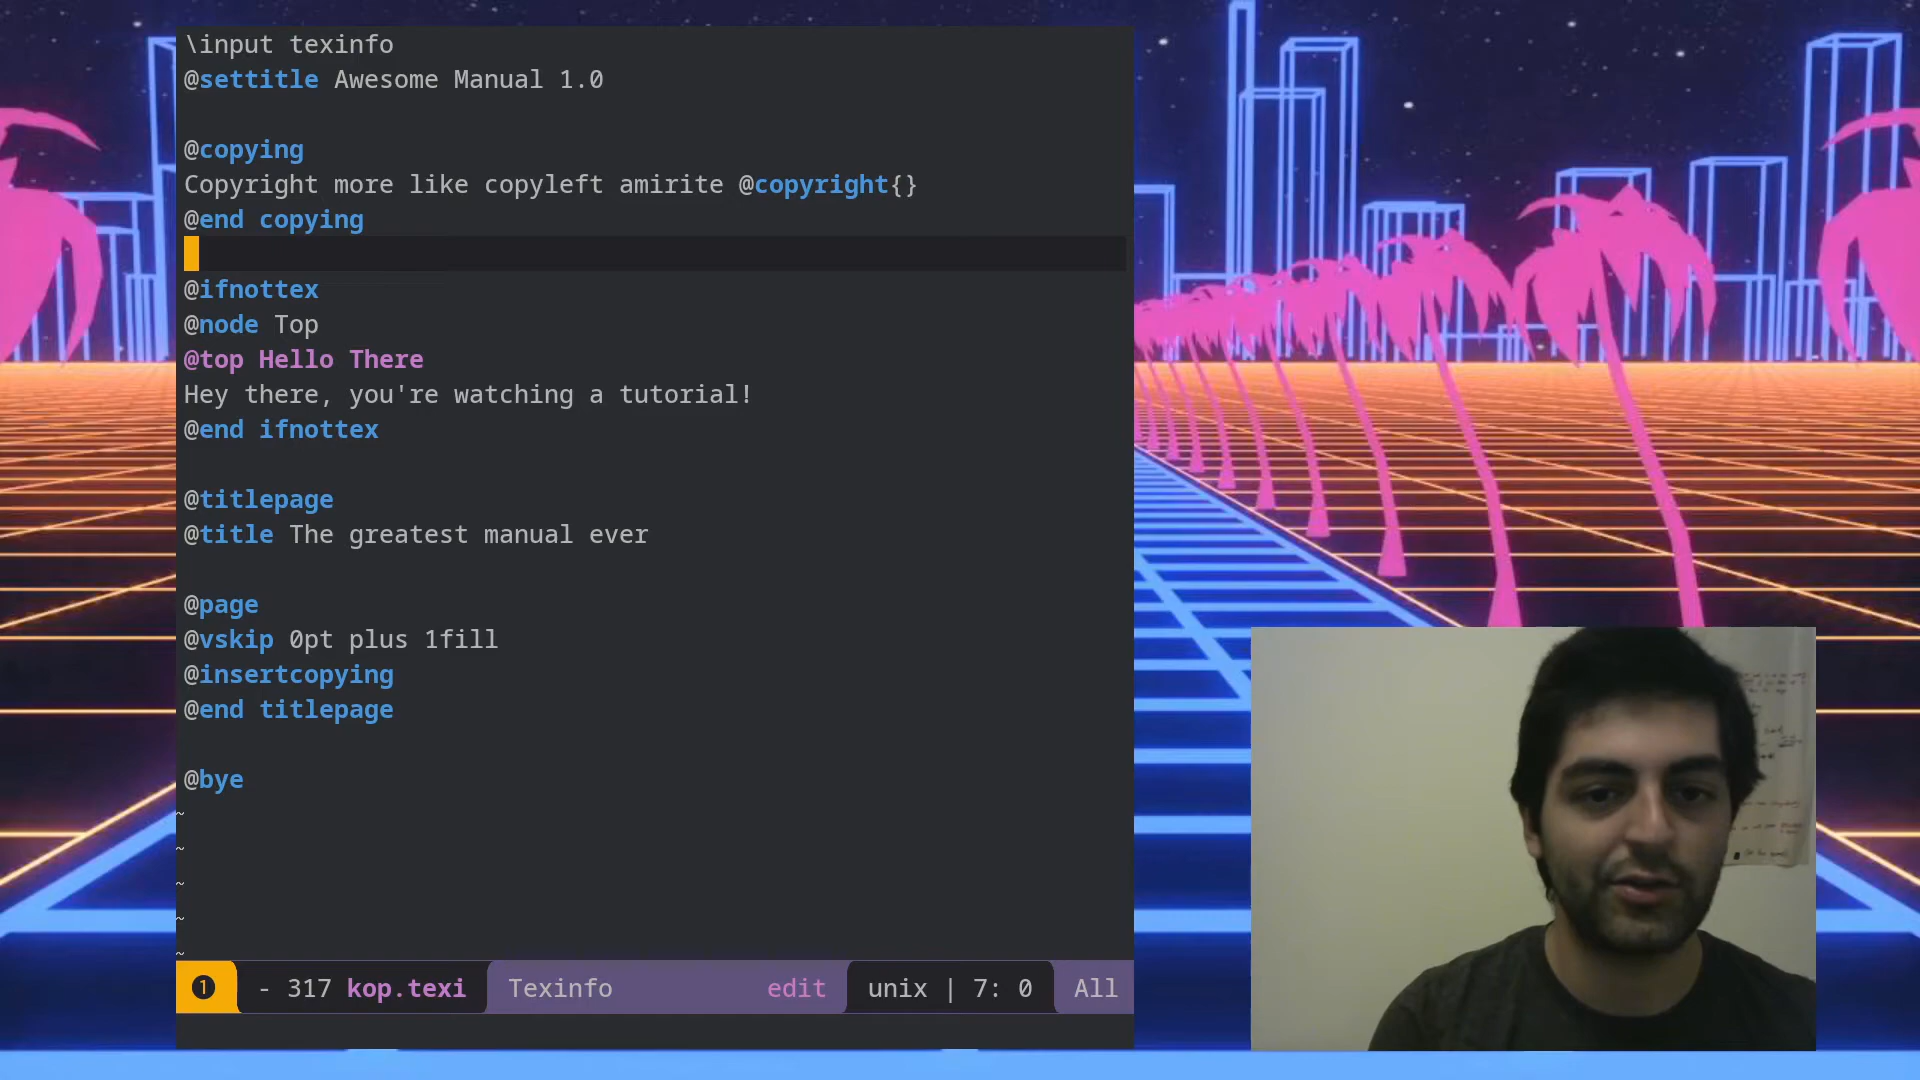 \input texinfo
@settitle Awesome Manual 1.0
@copying
Copyright more like copyleft amirite @copyright{}
@end copying
@ifnottex
@node Top
@top Hello There
Hey there, you're watching a tutorial!
@end ifnottex
@titlepage
@title The greatest manual ever
@page
@vskip 0pt plus 1fill
@insertcopying
@end titlepage
@bye
~
~
~
~
~
1 - 317 kop.texi Texinfo edit unix | 7: 0 All